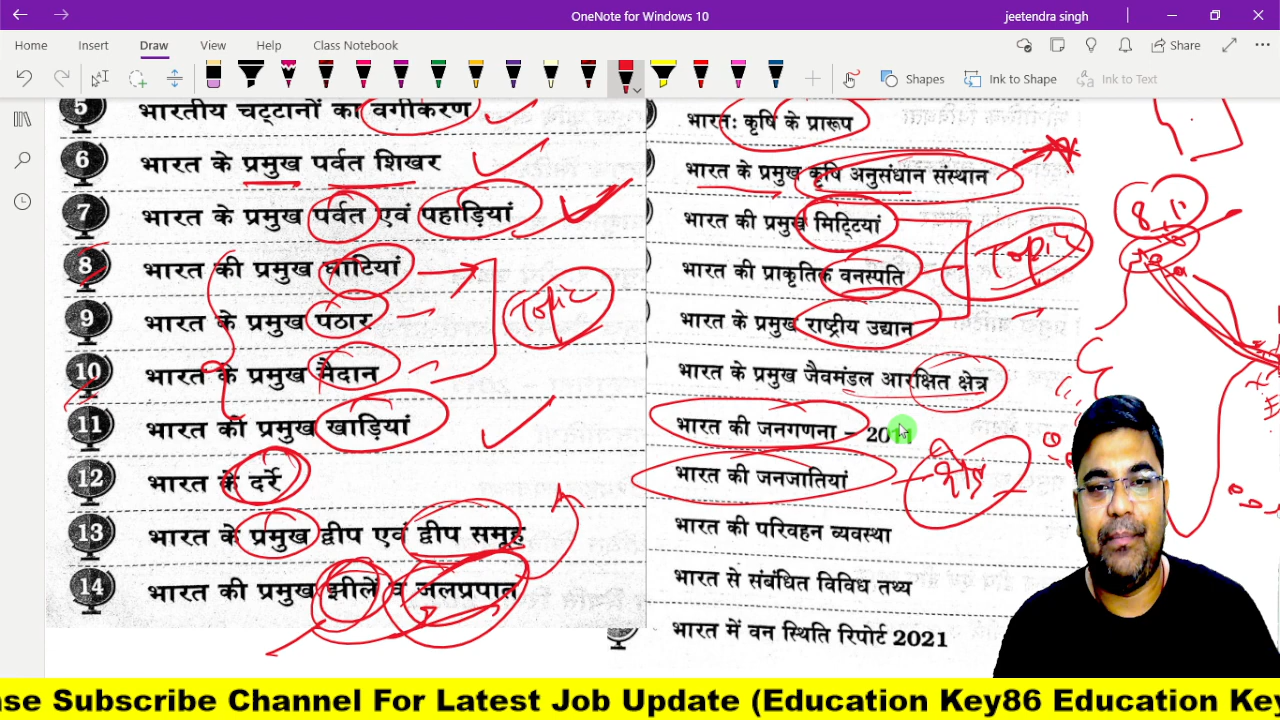 OneNote for Windows 10
jeetendra singh
Home Insert Draw View Help Class Notebook
Share
Shapes Ink to Shape Ink to Text
5 भारतीय चट्टानों का वर्गीकरण
6 भारत के प्रमुख पर्वत शिखर
7 भारत के प्रमुख पर्वत एवं पहाड़ियां
8 भारत की प्रमुख घाटियां
9 भारत के प्रमुख पठार
10 भारत के प्रमुख मैदान
11 भारत की प्रमुख खाड़ियां
12 भारत के दर्रे
13 भारत के प्रमुख द्वीप एवं द्वीप समूह
14 भारत की प्रमुख झीलें व जलप्रपात
Topic
भारतः कृषि के प्रारूप
भारत के प्रमुख कृषि अनुसंधान संस्थान
भारत की प्रमुख मिट्टियां
भारत की प्राकृतिक वनस्पति
भारत के प्रमुख राष्ट्रीय उद्यान
भारत के प्रमुख जैवमंडल आरक्षित क्षेत्र
भारत की जनगणना – 2011
भारत की जनजातियां
भारत की परिवहन व्यवस्था
भारत से संबंधित विविध तथ्य
भारत में वन स्थिति रिपोर्ट 2021
Topic
nse Subscribe Channel For Latest Job Update (Education Key86 Education Key